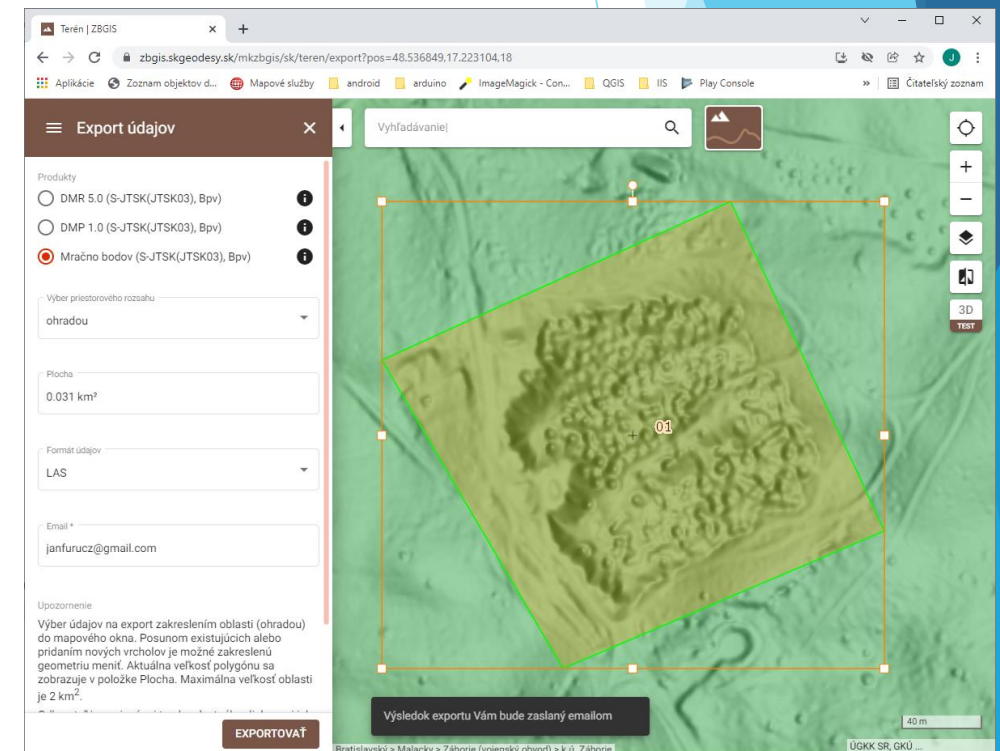 Terén | ZBGIS
zbgis.skgeodesy.sk/mkzbgis/sk/teren/export?pos=48.536849,17.223104,18
J
Aplikácie Zoznam objektov d... Mapové služby android arduino ImageMagick - Con... QGIS IIS Play Console » Čitateľský zoznam
Export údajov
Vyhľadávanie
Produkty
DMR 5.0 (S-JTSK(JTSK03), Bpv)
DMP 1.0 (S-JTSK(JTSK03), Bpv)
Mračno bodov (S-JTSK(JTSK03), Bpv)
Výber priestorového rozsahu
ohradou
Plocha
0.031 km²
Formát údajov
LAS
Email *
janfurucz@gmail.com
Upozornenie
Výber údajov na export zakreslením oblasti (ohradou)
do mapového okna. Posunom existujúcich alebo
pridaním nových vrcholov je možné zakreslenú
geometriu meniť. Aktuálna veľkosť polygónu sa
zobrazuje v položke Plocha. Maximálna veľkosť oblasti
je 2 km².
EXPORTOVAŤ
3D
TEST
01
Výsledok exportu Vám bude zaslaný emailom
40 m
Bratislavský > Malacky > Záhorie (vojenský obvod) > k.ú. Záhorie
ÚGKK SR, GKÚ ...